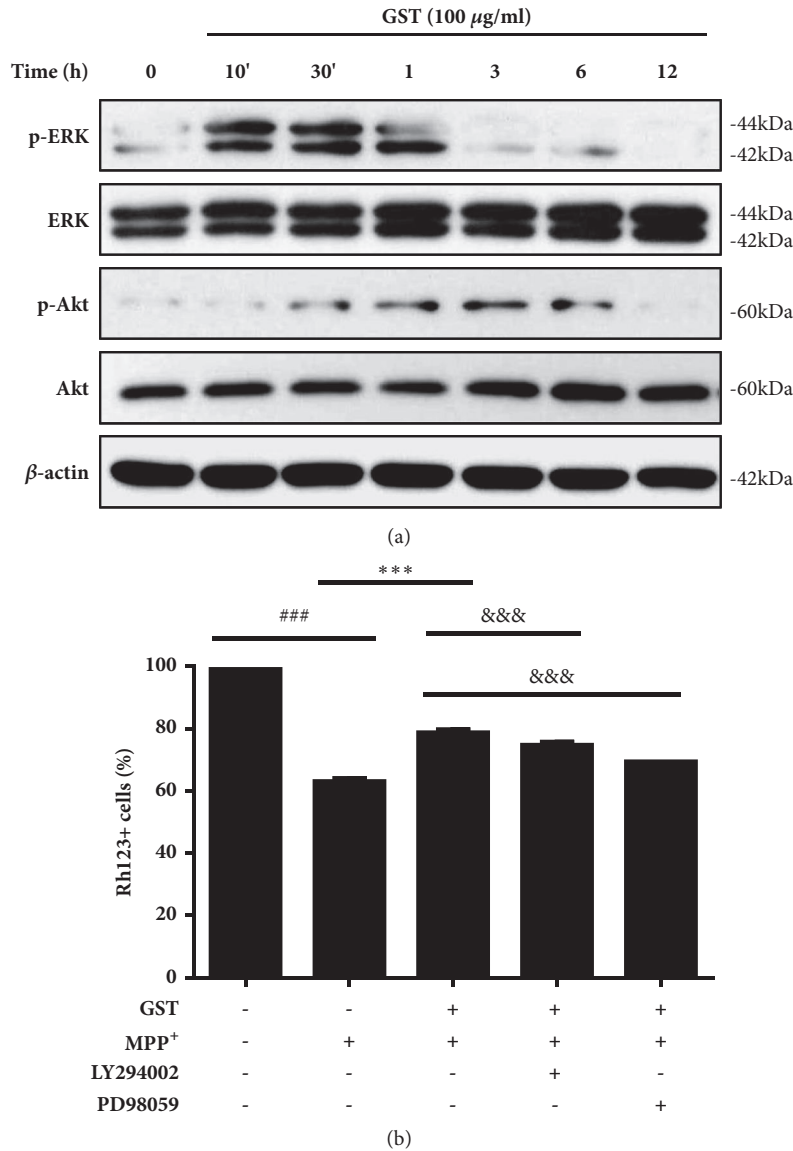 GST (100 μg/ml)
Time (h) 0 10' 30' 1 3 6 12
p-ERK -44kDa
-42kDa
ERK -44kDa
-42kDa
p-Akt -60kDa
Akt -60kDa
β-actin -42kDa
(a)
***
### &&&
&&&
100
80
60
40
20
0
Rh123+ cells (%)
GST - - + + +
MPP+ - + + + +
LY294002 - - - + -
PD98059 - - - - +
(b)